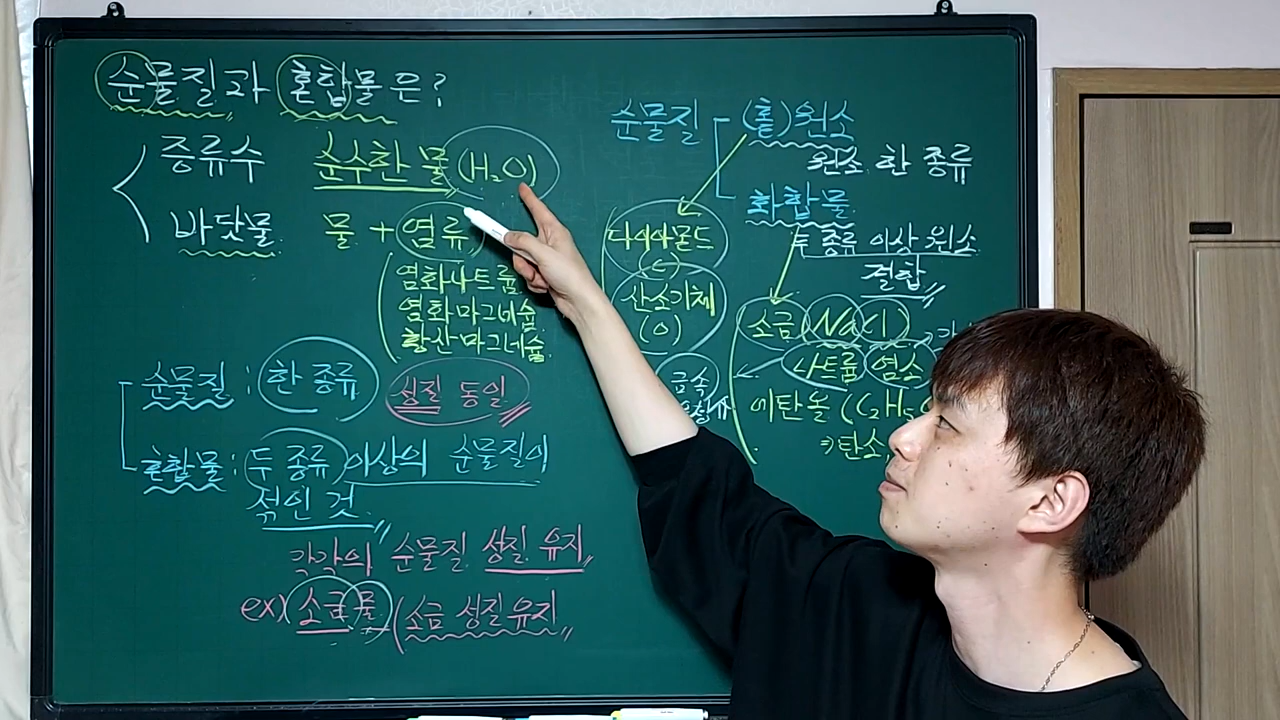 순물질과 혼합물은?
증류수 순수한 물 (H₂O)
바닷물 물 + 염류
염화나트륨
염화마그네슘
황산마그네슘
순물질 : 한 종류 성질 동일
혼합물 : 두 종류 이상의 순물질이
섞인 것
각각의 순물질 성질 유지
ex) 소금물 (소금 성질유지
순물질 (홑)원소
원소 한 종류
화합물
두 종류 이상 원소
결합
다이아몬드
(C)
산소기체
(O)
소금 (NaCl)
나트륨 염소
금속
에탄올 (C₂H₅O
탄소